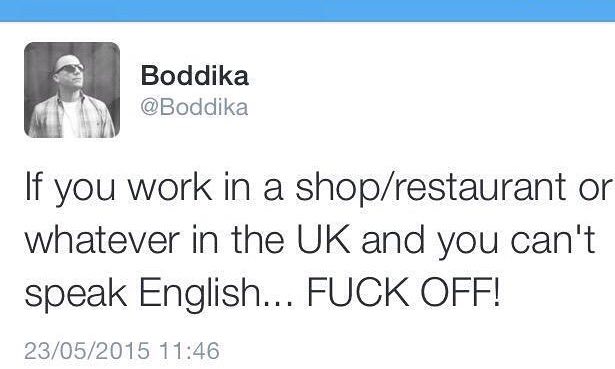 Boddika
@Boddika
If you work in a shop/restaurant or
whatever in the UK and you can't
speak English... FUCK OFF!
23/05/2015 11:46